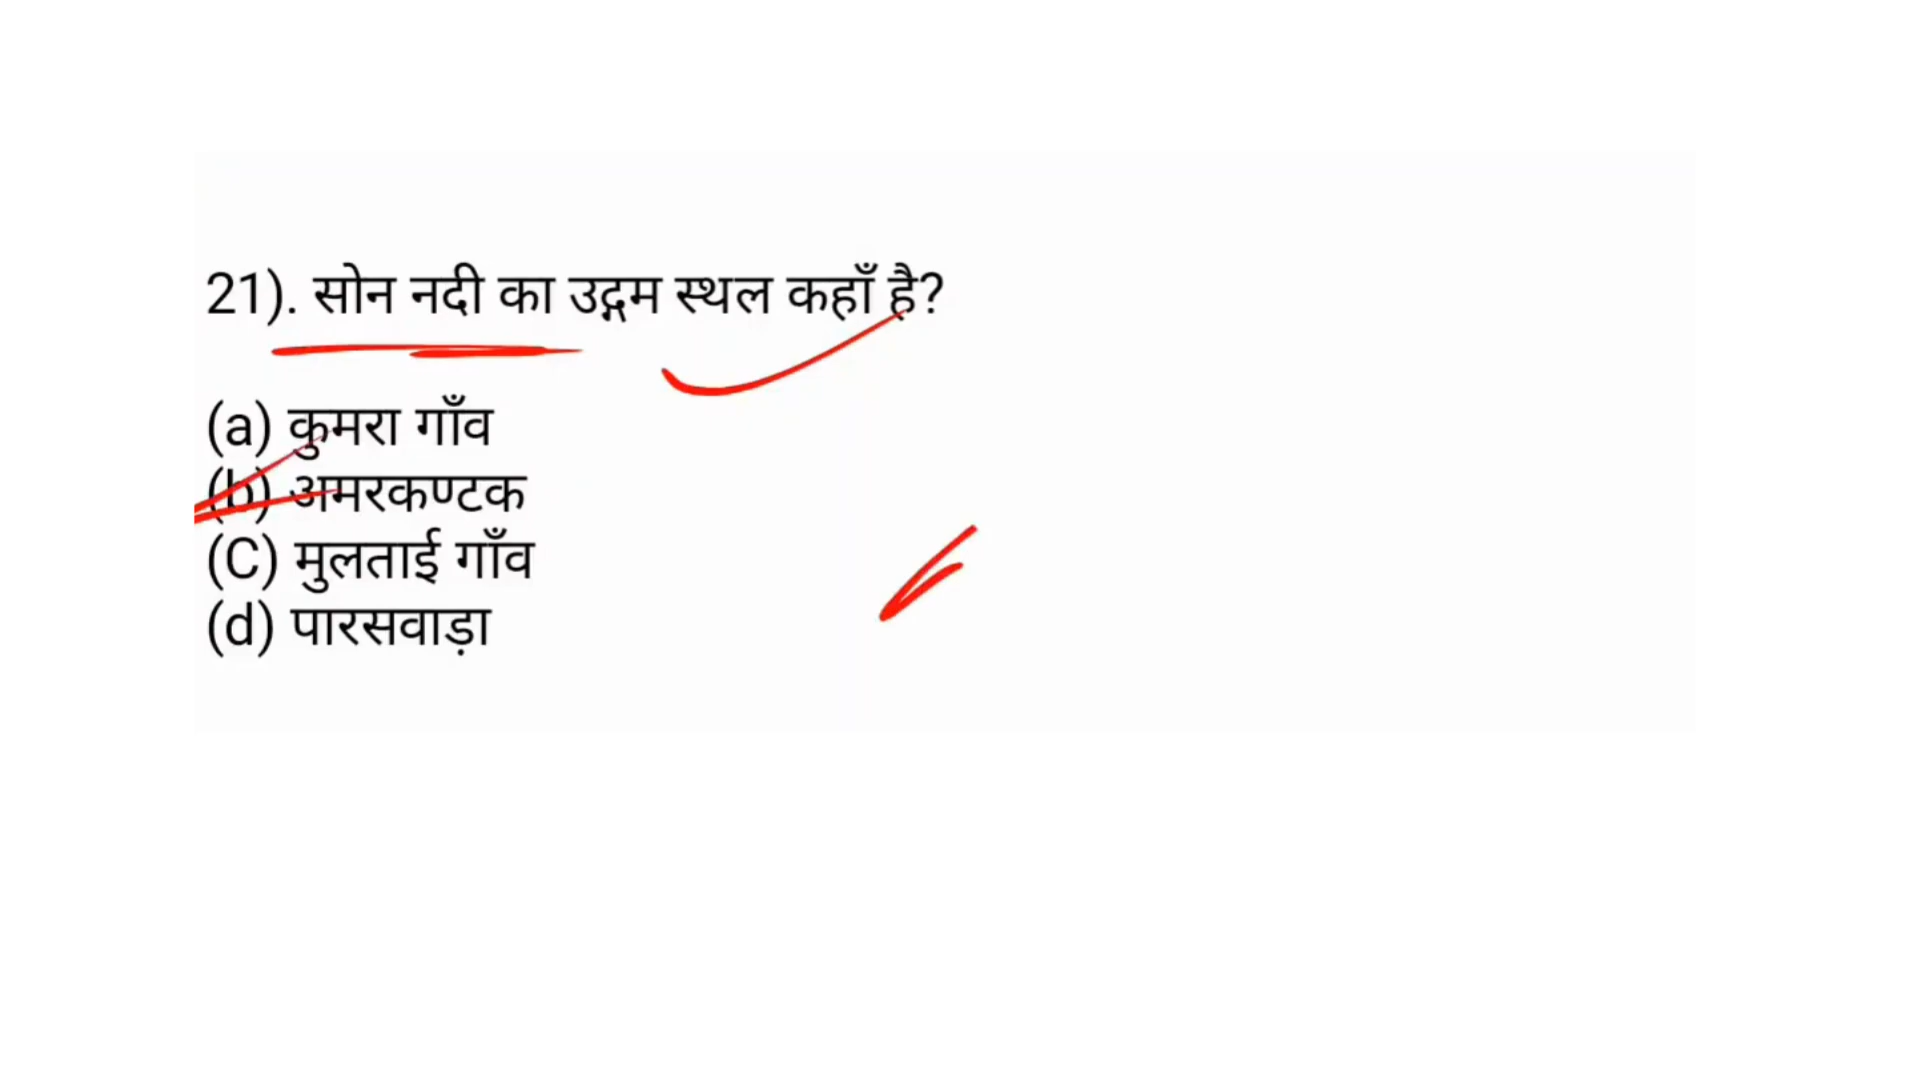 21). सोन नदी का उद्गम स्थल कहाँ है?
(a) कुमरा गाँव
(b) अमरकण्टक
(C) मुलताई गाँव
(d) पारसवाड़ा